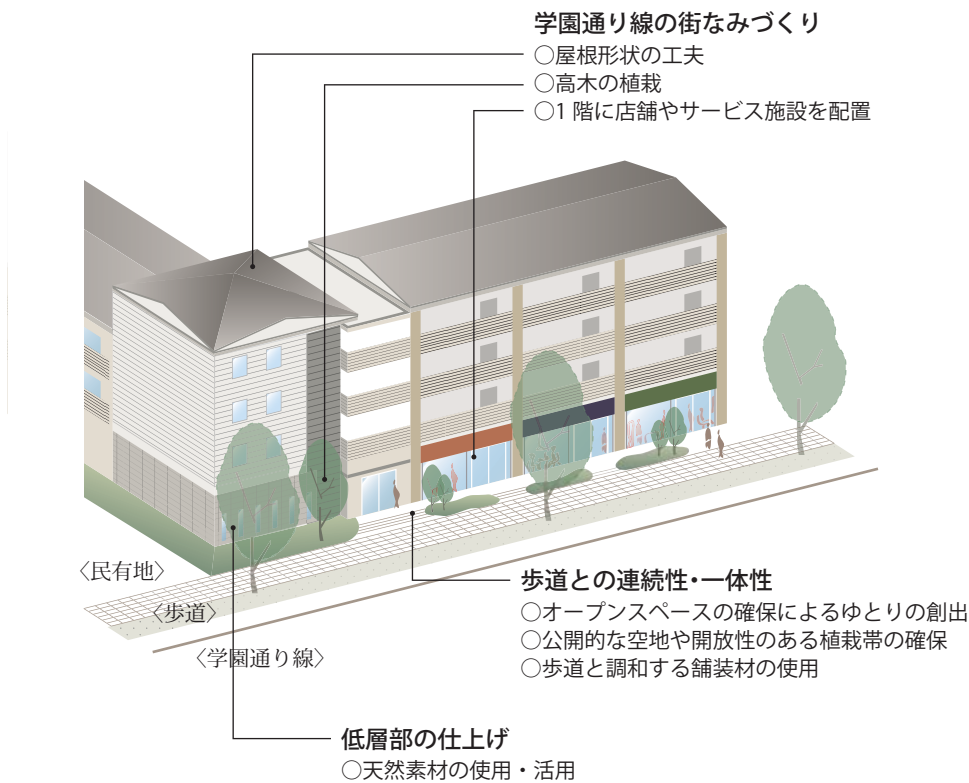 学園通り線の街なみづくり
○屋根形状の工夫
○高木の植栽
○1 階に店舗やサービス施設を配置
〈民有地〉
〈歩道〉
〈学園通り線〉
歩道との連続性・一体性
○オープンスペースの確保によるゆとりの創出
○公開的な空地や開放性のある植栽帯の確保
○歩道と調和する舗装材の使用
低層部の仕上げ
○天然素材の使用・活用